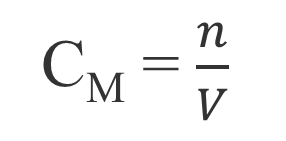 C_M = n/V